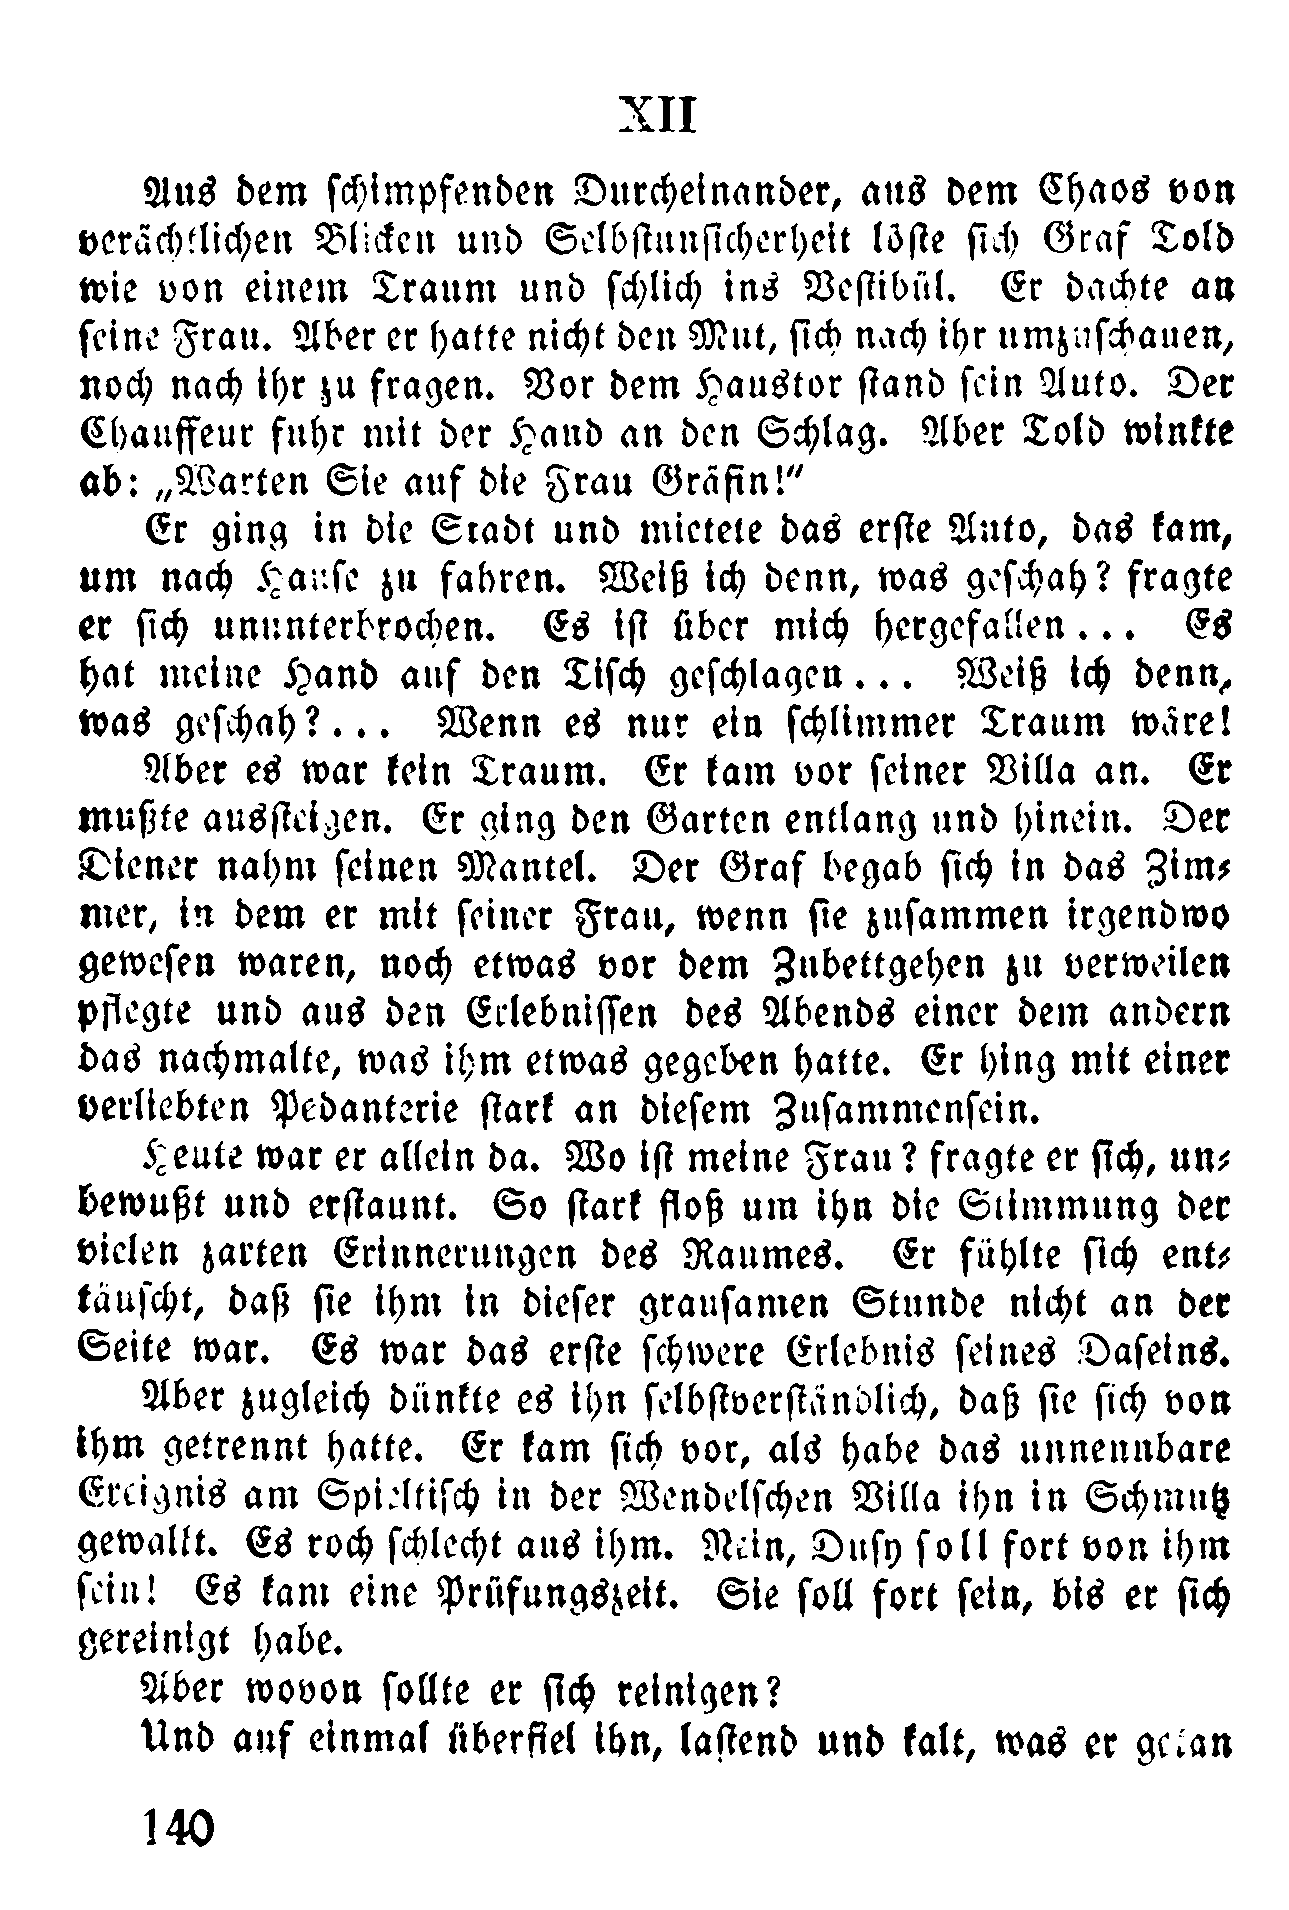 XII
Aus dem schimpfenden Durcheinander, aus dem Chaos von
verächtlichen Blicken und Selbstunsicherheit löste sich Graf Told
wie von einem Traum und schlich ins Vestibül. Er dachte an
seine Frau. Aber er hatte nicht den Mut, sich nach ihr umzuschauen,
noch nach ihr zu fragen. Vor dem Haustor stand sein Auto. Der
Chauffeur fuhr mit der Hand an den Schlag. Aber Told winkte
ab: „Warten Sie auf die Frau Gräfin!“
Er ging in die Stadt und mietete das erste Auto, das kam,
um nach Hause zu fahren. Weiß ich denn, was geschah? fragte
er sich ununterbrochen. Es ist über mich hergefallen... Es
hat meine Hand auf den Tisch geschlagen... Weiß ich denn,
was geschah?... Wenn es nur ein schlimmer Traum wäre!
Aber es war kein Traum. Er kam vor seiner Villa an. Er
mußte aussteigen. Er ging den Garten entlang und hinein. Der
Diener nahm seinen Mantel. Der Graf begab sich in das Zim-
mer, in dem er mit seiner Frau, wenn sie zusammen irgendwo
gewesen waren, noch etwas vor dem Zubettgehen zu verweilen
pflegte und aus den Erlebnissen des Abends einer dem andern
das nachmalte, was ihm etwas gegeben hatte. Er hing mit einer
verliebten Pedanterie stark an diesem Zusammensein.
Heute war er allein da. Wo ist meine Frau? fragte er sich, un-
bewußt und erstaunt. So stark floß um ihn die Stimmung der
vielen zarten Erinnerungen des Raumes. Er fühlte sich ent-
täuscht, daß sie ihm in dieser grausamen Stunde nicht an der
Seite war. Es war das erste schwere Erlebnis seines Daseins.
Aber zugleich dünkte es ihn selbstverständlich, daß sie sich von
ihm getrennt hatte. Er kam sich vor, als habe das unnennbare
Ereignis am Spieltisch in der Wendelschen Villa ihn in Schmutz
gewallt. Es roch schlecht aus ihm. Nein, Dusy soll fort von ihm
sein! Es kam eine Prüfungszeit. Sie soll fort sein, bis er sich
gereinigt habe.
Aber wovon sollte er sich reinigen?
Und auf einmal überfiel ihn, lastend und kalt, was er getan
140